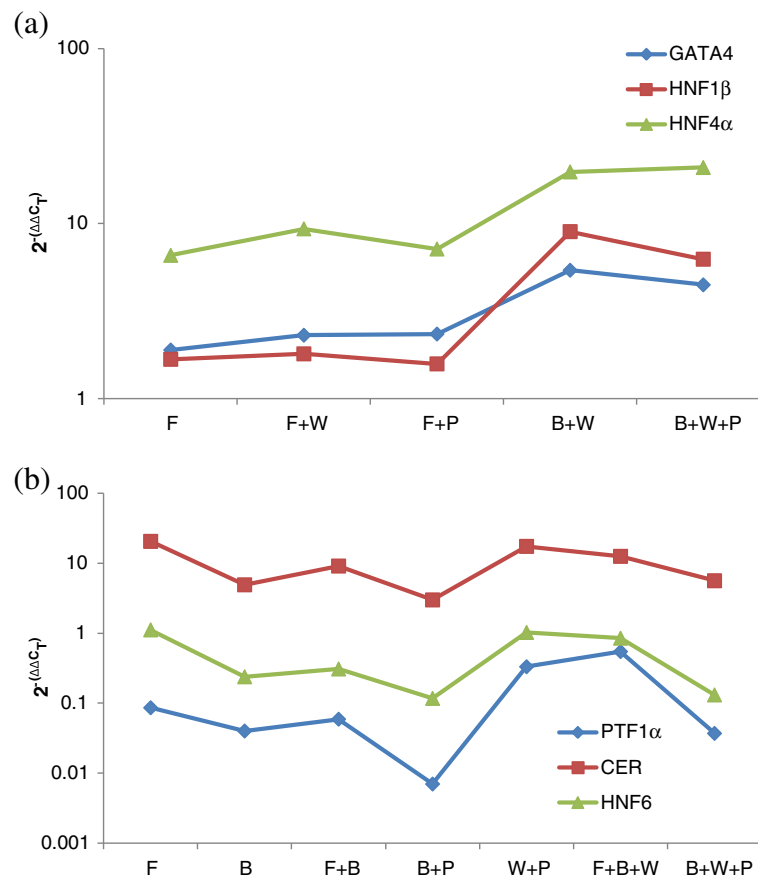 (a)
100
10
1
2-(ΔΔCT)
GATA4
HNF1β
HNF4α
F F+W F+P B+W B+W+P
(b)
100
10
1
0.1
0.01
0.001
2-(ΔΔCT)
PTF1α
CER
HNF6
F B F+B B+P W+P F+B+W B+W+P